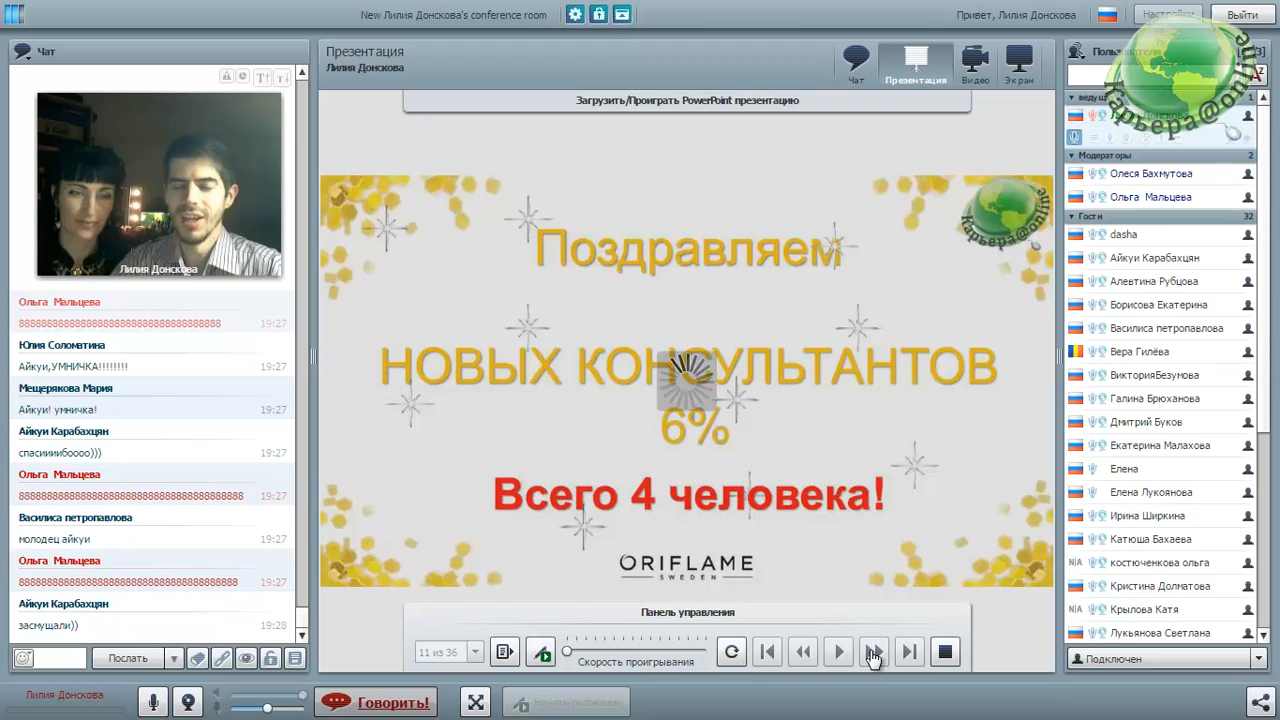 New Лилия Донскова's conference room
Привет, Лилия Донскова
Настройки
Выйти
Чат
Лилия Донскова
Ольга Мальцева
888888888888888888888888888888888888 19:27
Юлия Соломатина
Айкуи,УМНИЧКА!!!!!!!! 19:27
Мещерякова Мария
Айкуи! умничка! 19:27
Айкуи Карабахцян
спасииииибоооо))) 19:27
Ольга Мальцева
8888888888888888888888888888888888888888 19:27
Василиса петропавлова
молодец айкуи 19:27
Ольга Мальцева
888888888888888888888888888888888888888 19:27
Айкуи Карабахцян
засмущали)) 19:28
Послать
Презентация
Лилия Донскова
Чат
Презентация
Видео
Экран
Загрузить/Проиграть PowerPoint презентацию
Поздравляем
НОВЫХ КОНСУЛЬТАНТОВ
6%
Всего 4 человека!
ORIFLAME
SWEDEN
Карьера@online
Панель управления
11 из 36
Скорость проигрывания
Карьера@online
Модераторы 2
Олеся Бахмутова
Ольга Мальцева
Гости 32
dasha
Айкуи Карабахцян
Алевтина Рубцова
Борисова Екатерина
Василиса петропавлова
Вера Гилёва
ВикторияБезумова
Галина Брюханова
Дмитрий Буков
Екатерина Малахова
Елена
Елена Лукоянова
Ирина Ширкина
Катюша Бахаева
N/A костюченкова ольга
Кристина Долматова
N/A Крылова Катя
Лукьянова Светлана
Подключен
Лилия Донскова
Говорить!